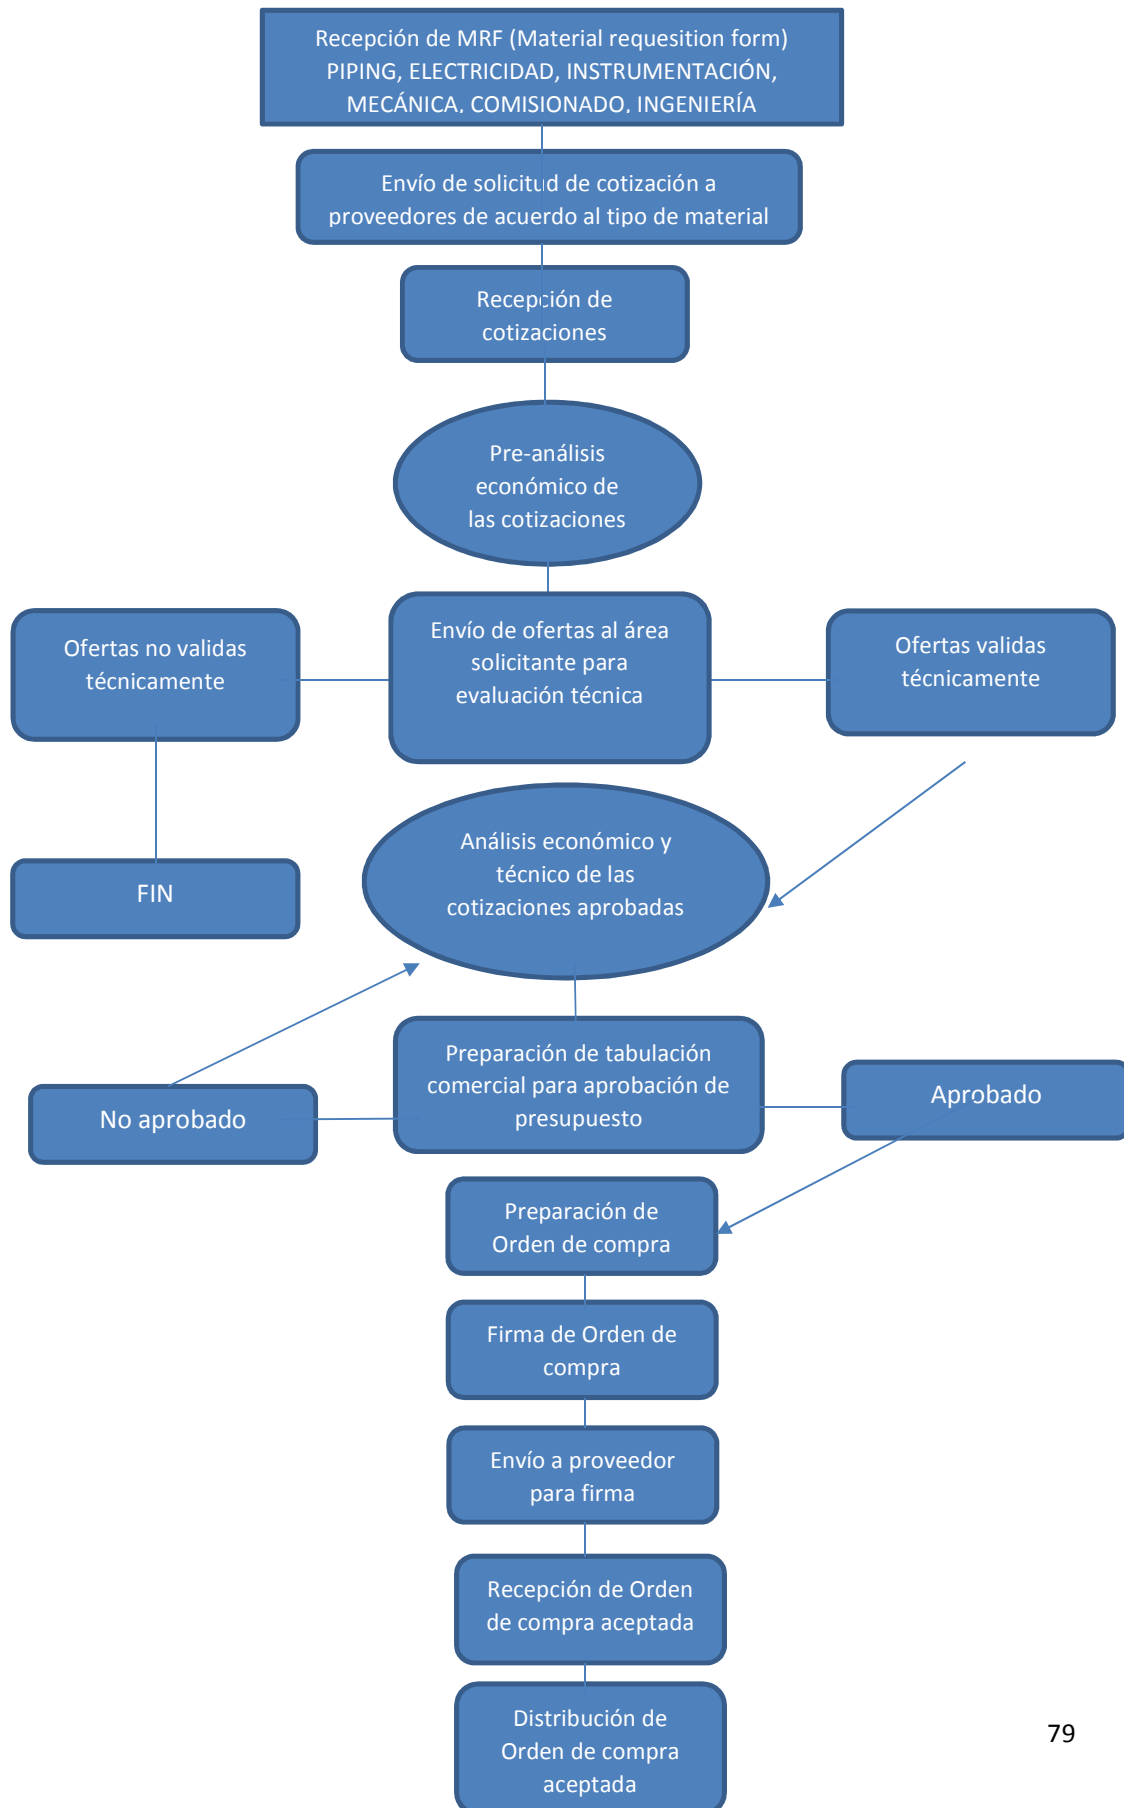 Recepción de MRF (Material requesition form)
PIPING, ELECTRICIDAD, INSTRUMENTACIÓN,
MECÁNICA, COMISIONADO, INGENIERÍA
Envío de solicitud de cotización a
proveedores de acuerdo al tipo de material
Recepción de
cotizaciones
Pre-análisis
económico de
las cotizaciones
Ofertas no validas
técnicamente
Envío de ofertas al área
solicitante para
evaluación técnica
Ofertas validas
técnicamente
Análisis económico y
técnico de las
cotizaciones aprobadas
FIN
Preparación de tabulación
comercial para aprobación de
presupuesto
No aprobado
Aprobado
Preparación de
Orden de compra
Firma de Orden de
compra
Envío a proveedor
para firma
Recepción de Orden
de compra aceptada
Distribución de
Orden de compra
aceptada
79